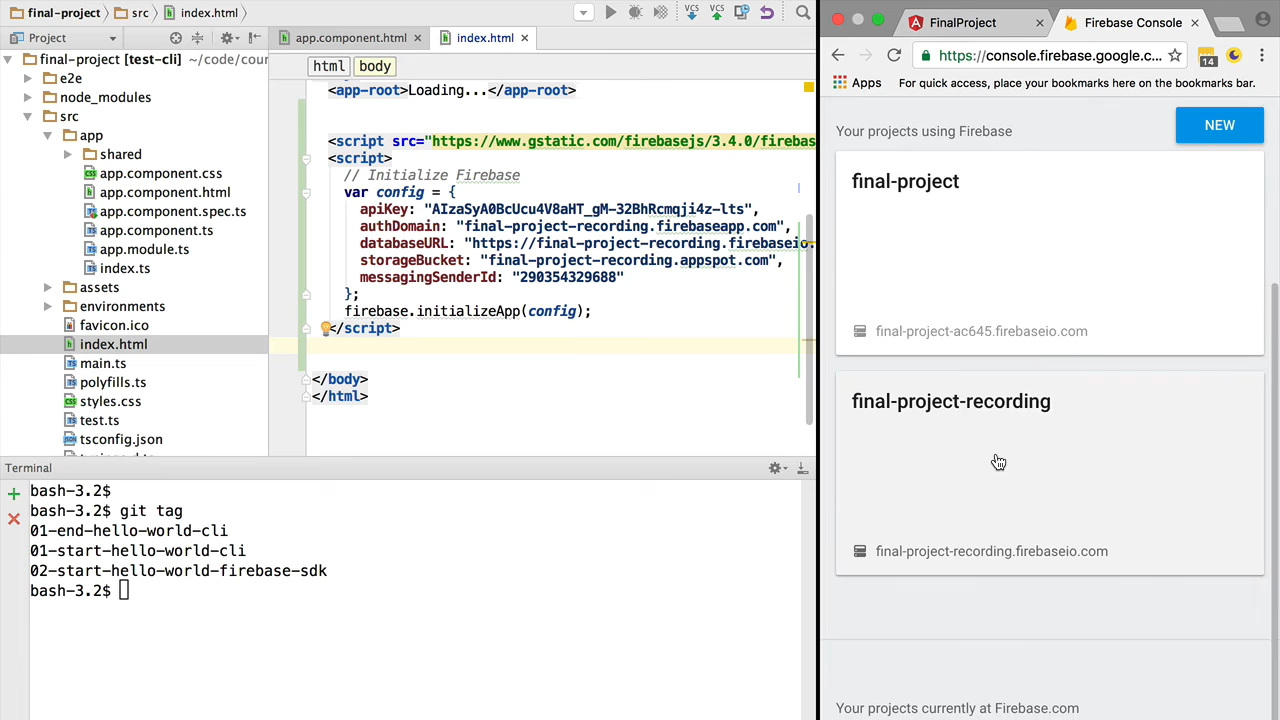 final-project
src
index.html
Project
final-project [test-cli] ~/code/cour
e2e
node_modules
src
app
shared
app.component.css
app.component.html
app.component.spec.ts
app.component.ts
app.module.ts
index.ts
assets
environments
favicon.ico
index.html
main.ts
polyfills.ts
styles.css
test.ts
tsconfig.json
app.component.html
index.html
html
body
<app-root>Loading...</app-root>
<script src="https://www.gstatic.com/firebasejs/3.4.0/firebas
<script>
// Initialize Firebase
var config = {
apiKey: "AIzaSyA0BcUcu4V8aHT_gM-32BhRcmqji4z-lts",
authDomain: "final-project-recording.firebaseapp.com",
databaseURL: "https://final-project-recording.firebaseio.
storageBucket: "final-project-recording.appspot.com",
messagingSenderId: "290354329688"
};
firebase.initializeApp(config);
</script>
</body>
</html>
Terminal
bash-3.2$
bash-3.2$ git tag
01-end-hello-world-cli
01-start-hello-world-cli
02-start-hello-world-firebase-sdk
bash-3.2$
VCS
VCS
FinalProject
Firebase Console
https://console.firebase.google.c...
14
Apps
For quick access, place your bookmarks here on the bookmarks bar.
Your projects using Firebase
NEW
final-project
final-project-ac645.firebaseio.com
final-project-recording
final-project-recording.firebaseio.com
Your projects currently at Firebase.com